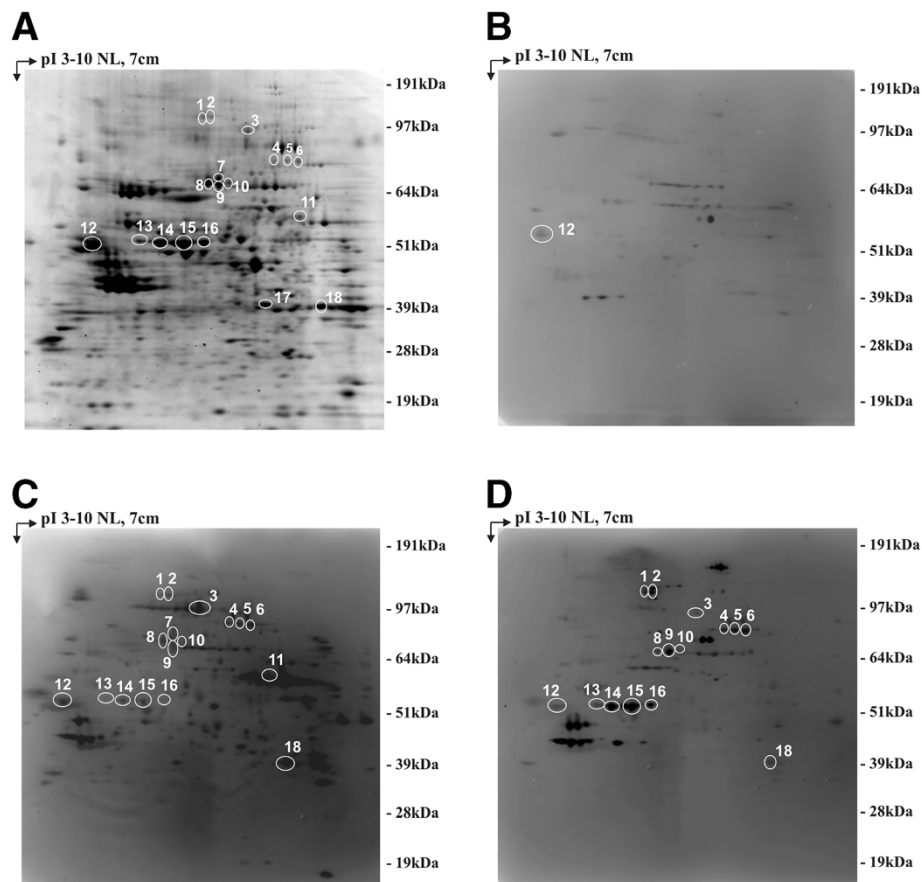 A
pI 3-10 NL, 7cm
- 191kDa
- 97kDa
- 64kDa
- 51kDa
- 39kDa
- 28kDa
- 19kDa
1 2
3
4 5 6
7
8 10
9
11
12 13 14 15 16
17 18
B
pI 3-10 NL, 7cm
- 191kDa
- 97kDa
- 64kDa
- 51kDa
- 39kDa
- 28kDa
- 19kDa
12
C
pI 3-10 NL, 7cm
- 191kDa
- 97kDa
- 64kDa
- 51kDa
- 39kDa
- 28kDa
- 19kDa
1 2
3
4 5 6
7
8 10
9
11
12 13 14 15 16
18
D
pI 3-10 NL, 7cm
- 191kDa
- 97kDa
- 64kDa
- 51kDa
- 39kDa
- 28kDa
- 19kDa
1 2
3
4 5 6
8 9 10
12 13 14 15 16
18